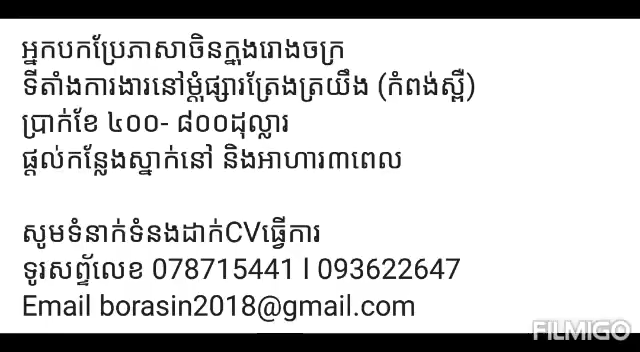 អ្នកបកប្រែភាសាចិនក្នុងរោងចក្រ
ទីតាំងការងារនៅម្តុំផ្សារត្រែងត្រយឹង (កំពង់ស្ពឺ)
ប្រាក់ខែ ៤០០- ៨០០ដុល្លារ
ផ្តល់កន្លែងស្នាក់នៅ និងអាហារ៣ពេល
សូមទំនាក់ទំនងដាក់CVធ្វើការ
ទូរសព្ទ័លេខ 078715441 l 093622647
Email borasin2018@gmail.com
FILMIGO